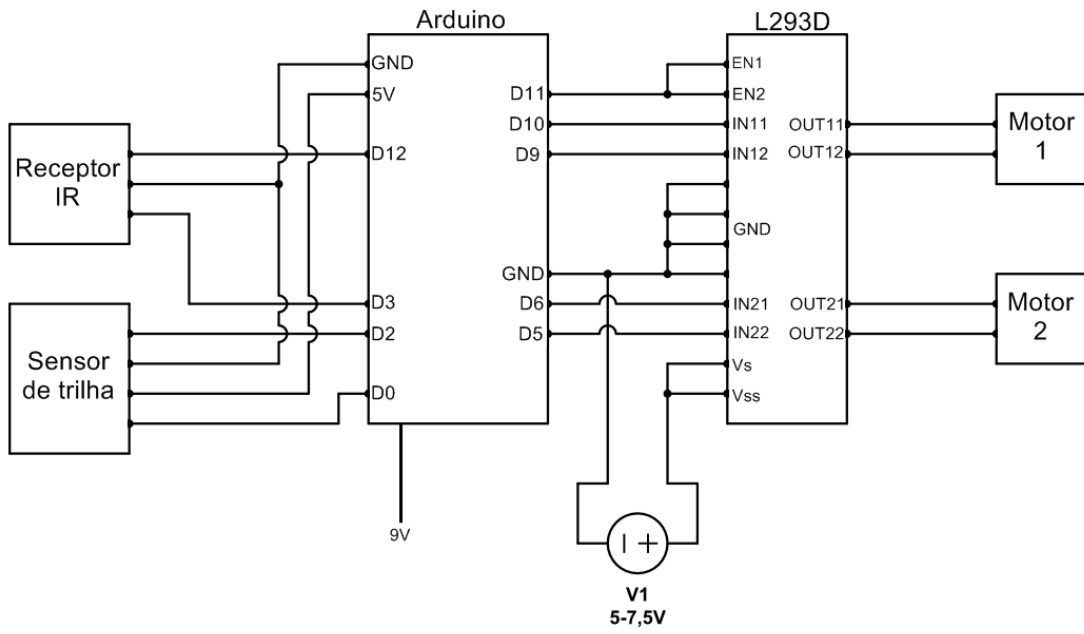 Arduino
L293D
GND
5V
D12
D3
D2
D0
D11
D10
D9
GND
D6
D5
EN1
EN2
IN11
IN12
GND
IN21
IN22
Vs
Vss
OUT11
OUT12
OUT21
OUT22
Receptor
IR
Sensor
de trilha
Motor
1
Motor
2
9V
V1
5-7,5V